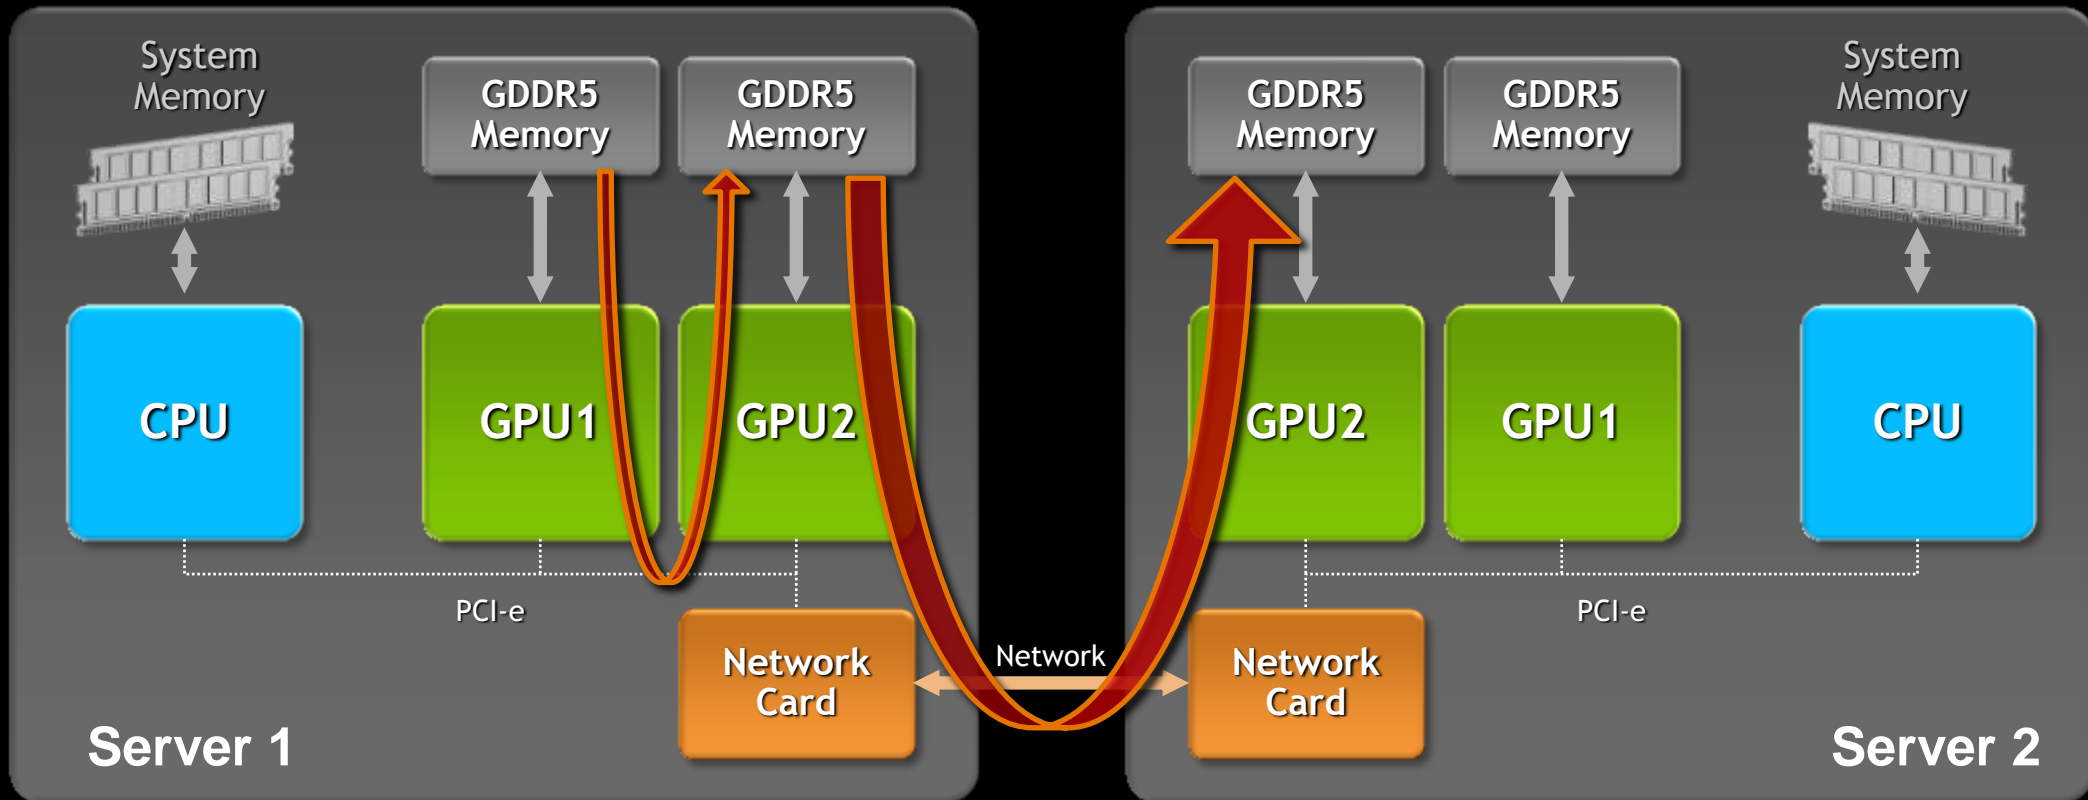 System
Memory
GDDR5
Memory
GDDR5
Memory
CPU
GPU1
GPU2
PCI-e
Network
Card
Server 1
Network
GDDR5
Memory
GDDR5
Memory
System
Memory
GPU2
GPU1
CPU
PCI-e
Network
Card
Server 2